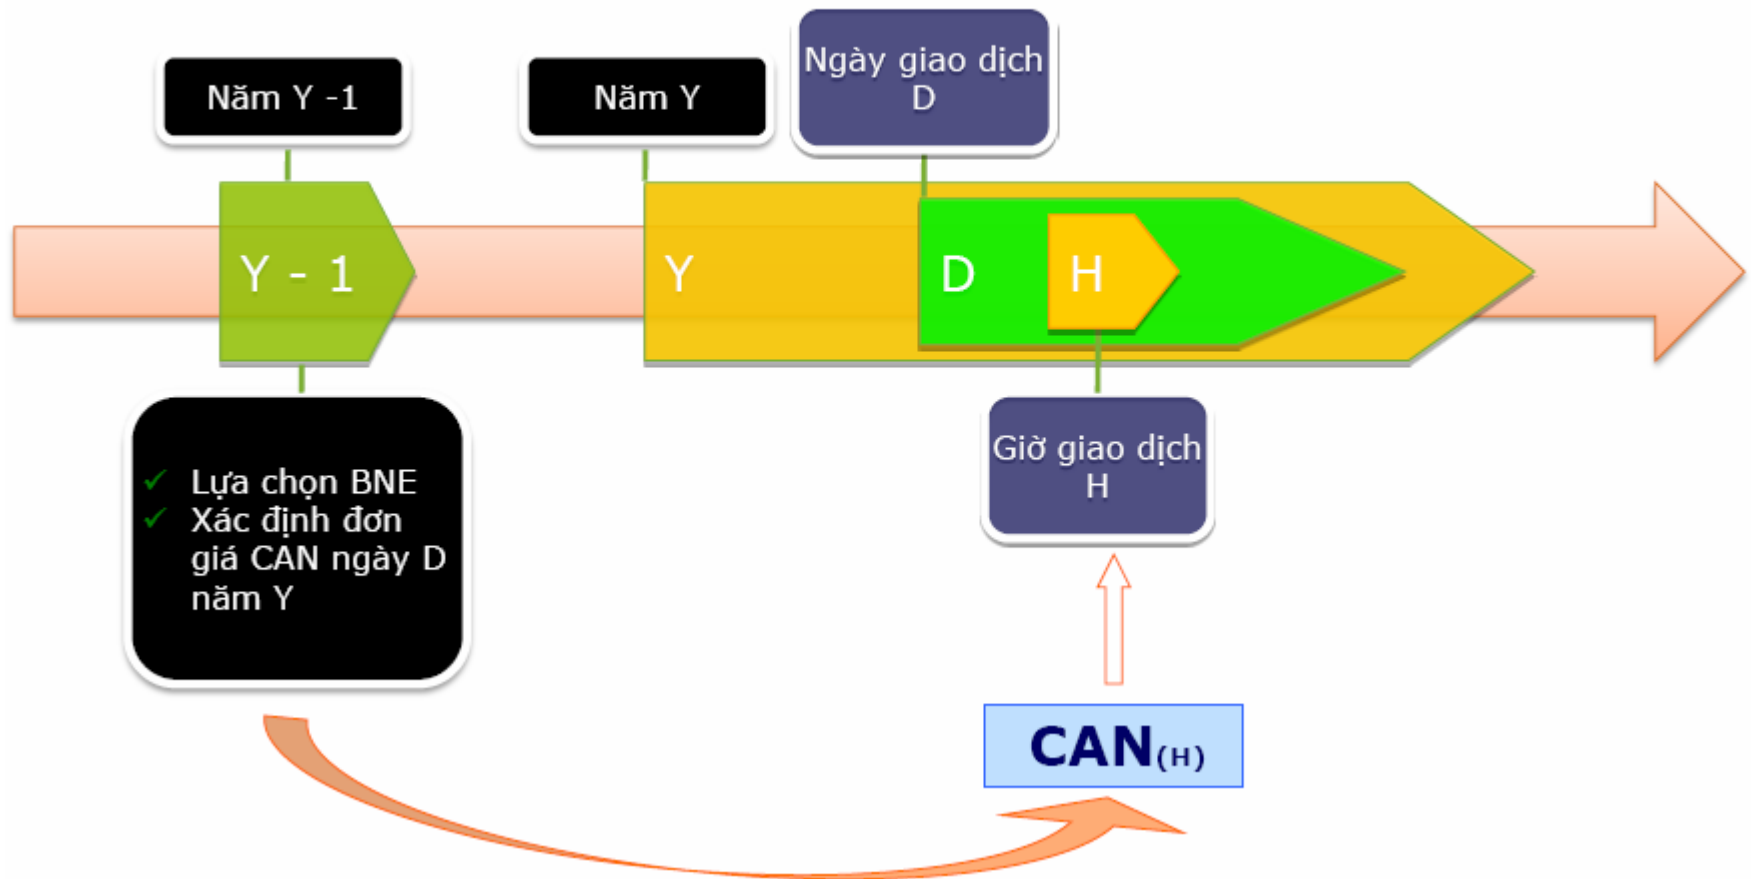 Năm Y -1
Năm Y
Ngày giao dịch
D
Y - 1
Y
D
H
Lựa chọn BNE
Xác định đơn
giá CAN ngày D
năm Y
Giờ giao dịch
H
CAN(H)